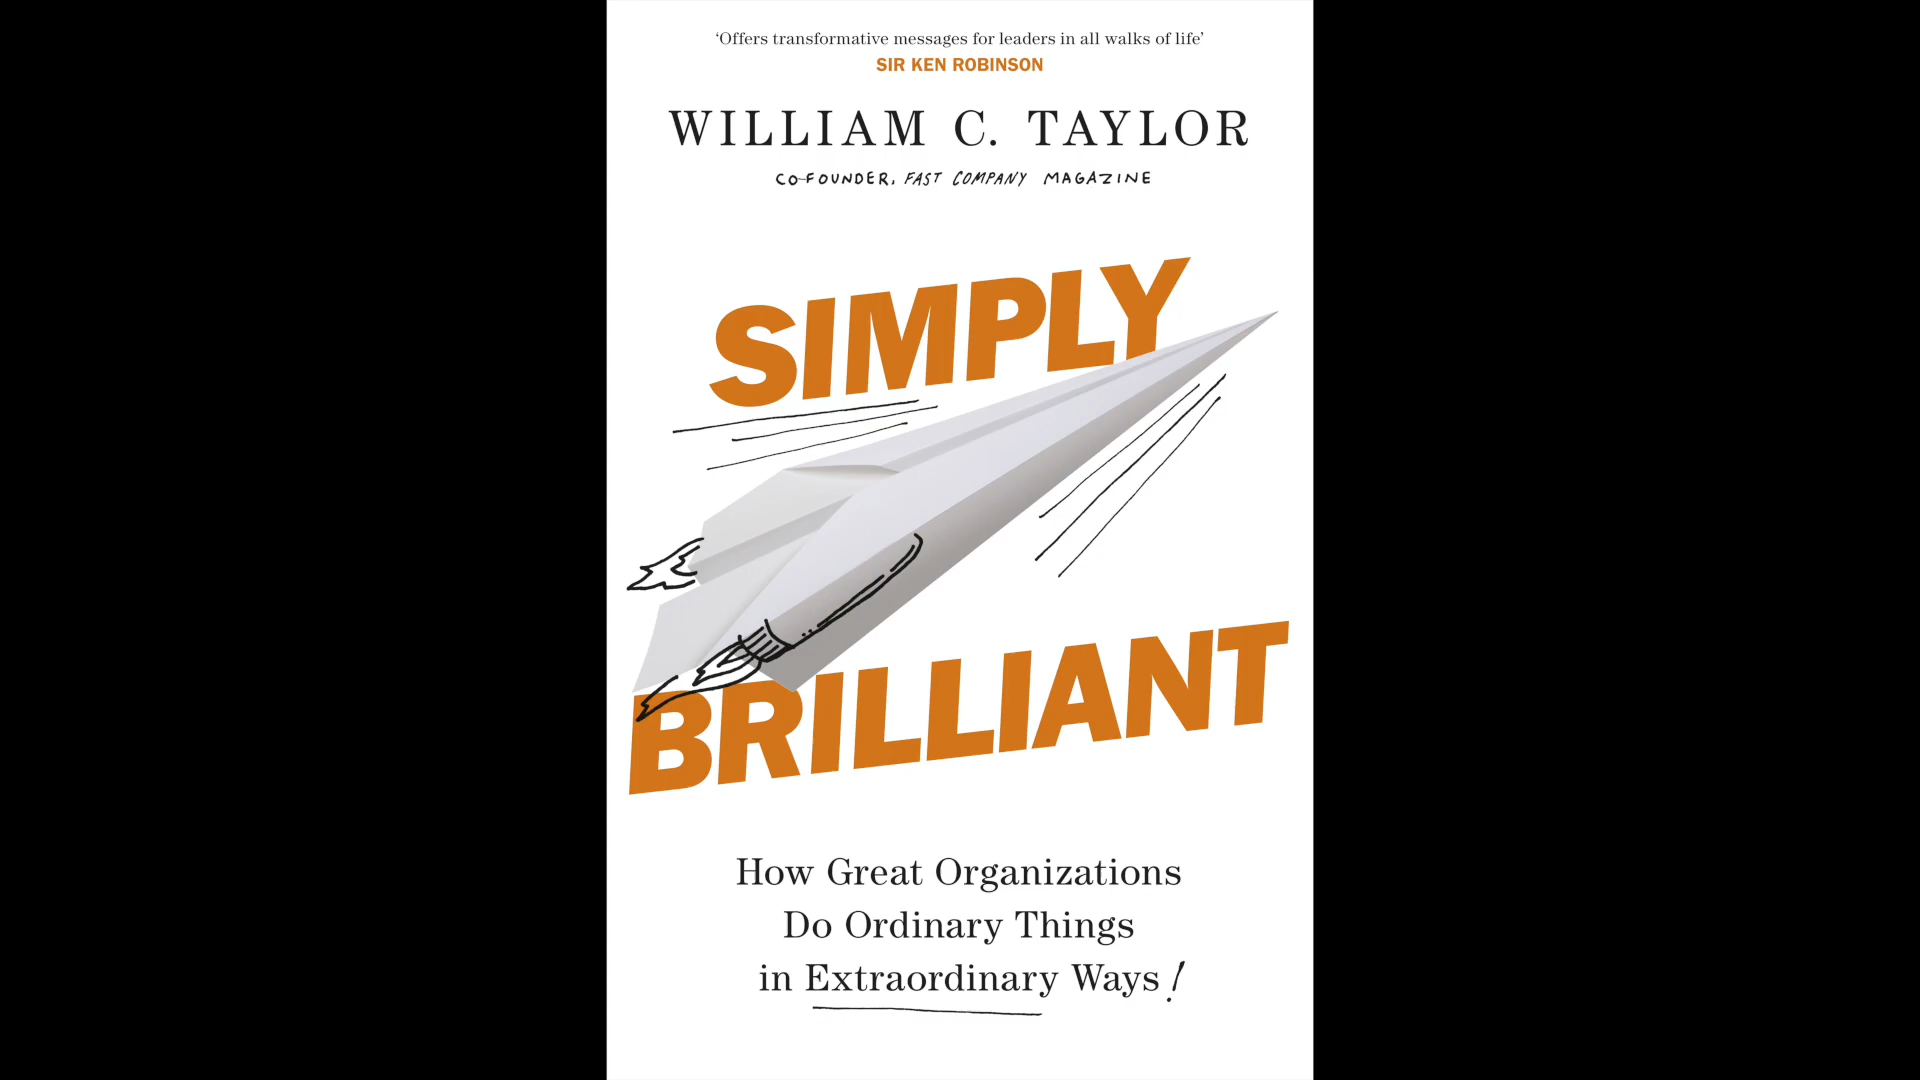 ‘Offers transformative messages for leaders in all walks of life’
SIR KEN ROBINSON
WILLIAM C. TAYLOR
CO-FOUNDER, FAST COMPANY MAGAZINE
SIMPLY
BRILLIANT
How Great Organizations
Do Ordinary Things
in Extraordinary Ways!